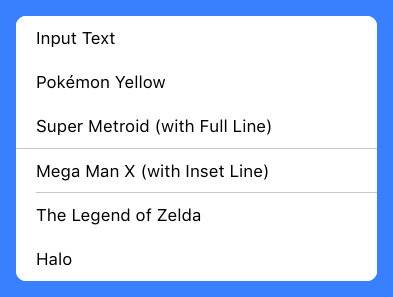 Input Text
Pokémon Yellow
Super Metroid (with Full Line)
Mega Man X (with Inset Line)
The Legend of Zelda
Halo